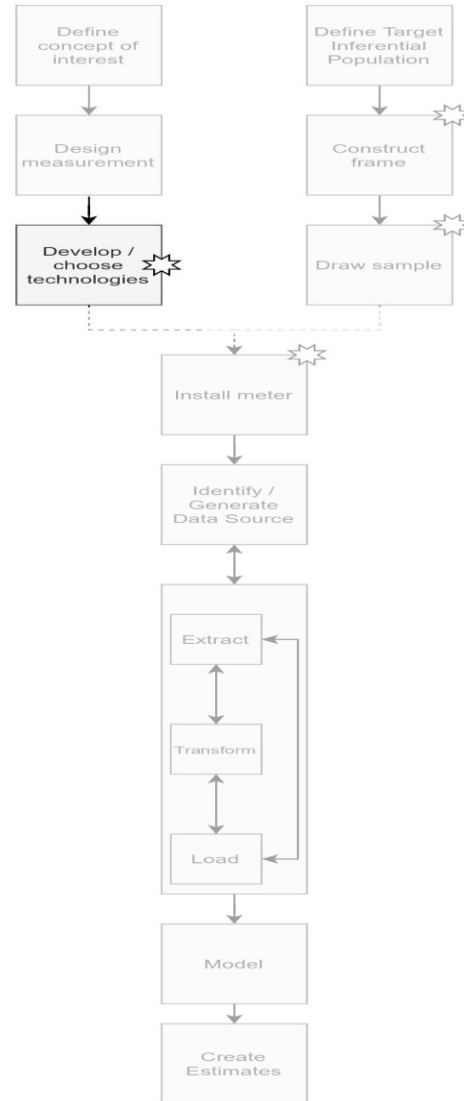 Define
concept of
interest
Define Target
Inferential
Population
Design
measurement
Construct
frame
Develop /
choose
technologies
Draw sample
Install meter
Identify /
Generate
Data Source
Extract
Transform
Load
Model
Create
Estimates